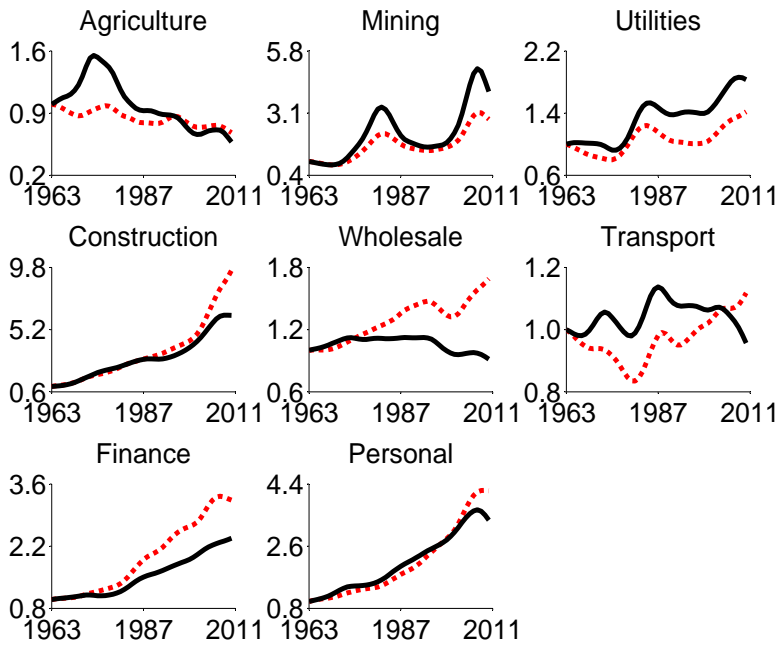 Agriculture Mining Utilities
1.6 5.8 2.2
0.9 3.1 1.4
0.2 0.4 0.6
1963 1987 2011 1963 1987 2011 1963 1987 2011
Construction Wholesale Transport
9.8 1.8 1.2
5.2 1.2 1.0
0.6 0.6 0.8
1963 1987 2011 1963 1987 2011 1963 1987 2011
Finance Personal
3.6 4.4
2.2 2.6
0.8 0.8
1963 1987 2011 1963 1987 2011